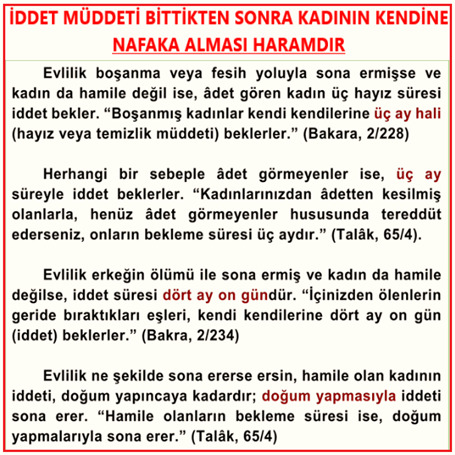 İDDET MÜDDETİ BİTTİKTEN SONRA KADININ KENDİNE
NAFAKA ALMASI HARAMDIR
Evlilik boşanma veya fesih yoluyla sona ermişse ve
kadın da hamile değil ise, âdet gören kadın üç hayız süresi
iddet bekler. “Boşanmış kadınlar kendi kendilerine üç ay hali
(hayız veya temizlik müddeti) beklerler.” (Bakara, 2/228)
Herhangi bir sebeple âdet görmeyenler ise, üç ay
süreyle iddet beklerler. “Kadınlarınızdan âdetten kesilmiş
olanlarla, henüz âdet görmeyenler hususunda tereddüt
ederseniz, onların bekleme süresi üç aydır.” (Talâk, 65/4).
Evlilik erkeğin ölümü ile sona ermiş ve kadın da hamile
değilse, iddet süresi dört ay on gündür. “İçinizden ölenlerin
geride bıraktıkları eşleri, kendi kendilerine dört ay on gün
(iddet) beklerler.” (Bakra, 2/234)
Evlilik ne şekilde sona ererse ersin, hamile olan kadının
iddeti, doğum yapıncaya kadardır; doğum yapmasıyla iddeti
sona erer. “Hamile olanların bekleme süresi ise, doğum
yapmalarıyla sona erer.” (Talâk, 65/4)